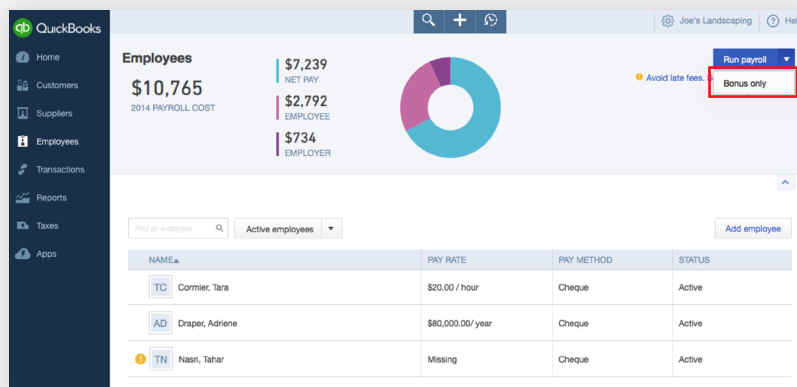 qb QuickBooks
Joe's Landscaping
? Hel
Home
Customers
Suppliers
Employees
Transactions
Reports
Taxes
Apps
Employees
$10,765
2014 PAYROLL COST
$7,239
NET PAY
$2,792
EMPLOYEE
$734
EMPLOYER
Run payroll
Avoid late fees. S
Bonus only
Find an employee
Active employees
Add employee
NAME PAY RATE PAY METHOD STATUS
TC Cormier, Tara $20.00 / hour Cheque Active
AD Draper, Adriene $80,000.00/ year Cheque Active
! TN Nasri, Tahar Missing Cheque Active